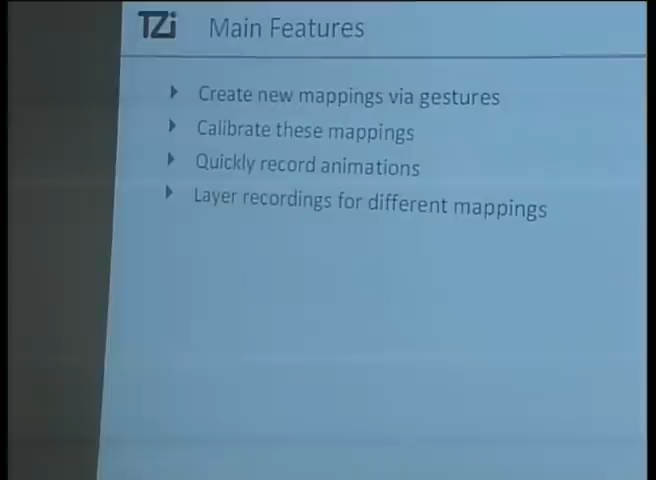 TZi
Main Features
Create new mappings via gestures
Calibrate these mappings
Quickly record animations
Layer recordings for different mappings